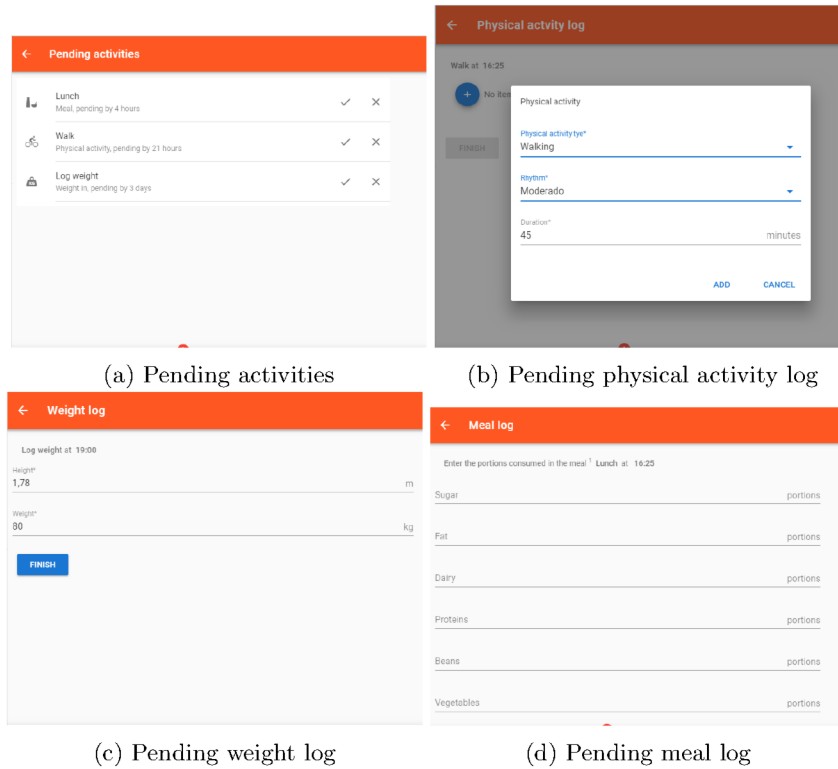 Pending activities
Lunch
Meal, pending by 4 hours
Walk
Physical activity, pending by 21 hours
Log weight
Weight in, pending by 3 days
(a) Pending activities
Physical actvity log
Walk at 16:25
+ No item
FINISH
Physical activity
Physical activity tye*
Walking
Rhythm*
Moderado
Duration*
45 minutes
ADD CANCEL
(b) Pending physical activity log
Weight log
Log weight at 19:00
Height*
1,78 m
Weight*
80 kg
FINISH
(c) Pending weight log
Meal log
Enter the portions consumed in the meal ¹ Lunch at 16:25
Sugar portions
Fat portions
Dairy portions
Proteins portions
Beans portions
Vegetables portions
(d) Pending meal log